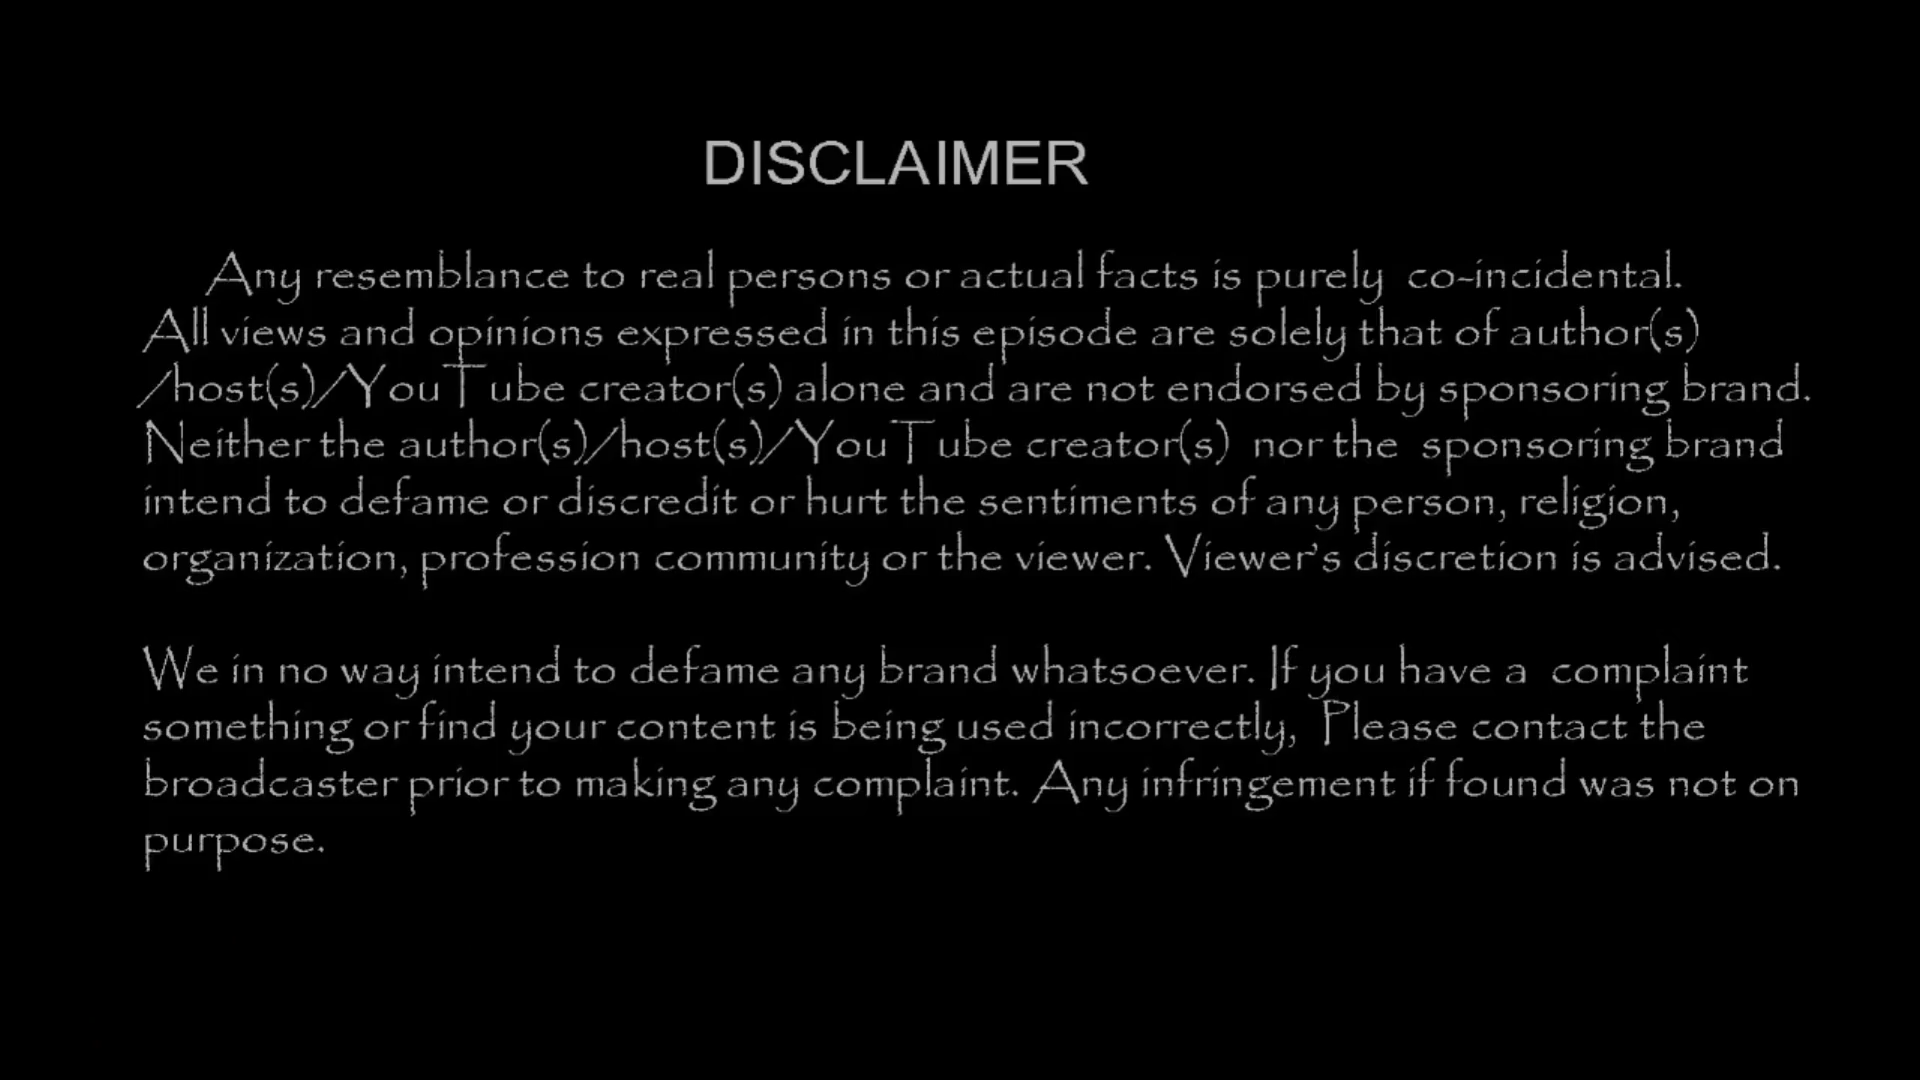 DISCLAIMER
Any resemblance to real persons or actual facts is purely co-incidental.
All views and opinions expressed in this episode are solely that of author(s)
/host(s)/YouTube creator(s) alone and are not endorsed by sponsoring brand.
Neither the author(s)/host(s)/YouTube creator(s) nor the sponsoring brand
intend to defame or discredit or hurt the sentiments of any person, religion,
organization, profession community or the viewer. Viewer's discretion is advised.
We in no way intend to defame any brand whatsoever. If you have a complaint
something or find your content is being used incorrectly, Please contact the
broadcaster prior to making any complaint. Any infringement if found was not on
purpose.